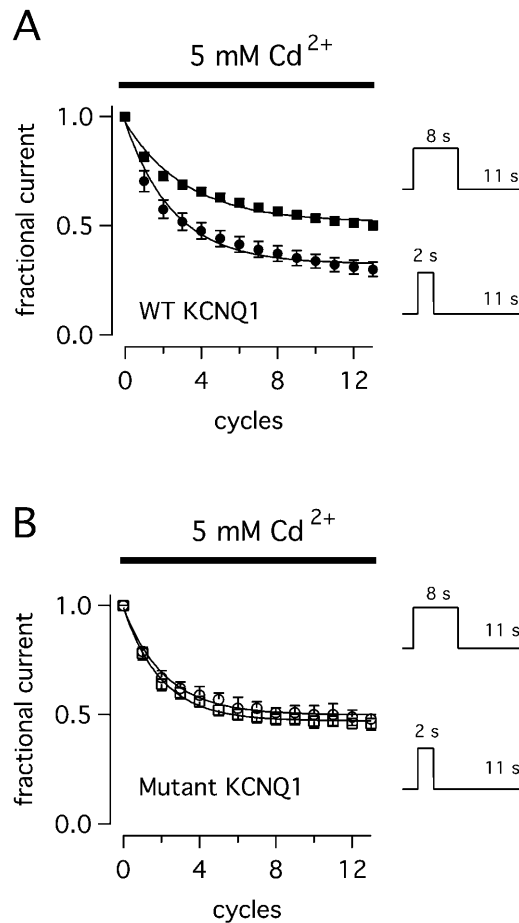 A
5 mM Cd2+
fractional current
1.0
0.5
0.0
WT KCNQ1
0 4 8 12
cycles
8 s
11 s
2 s
11 s
B
5 mM Cd2+
fractional current
1.0
0.5
0.0
Mutant KCNQ1
0 4 8 12
cycles
8 s
11 s
2 s
11 s